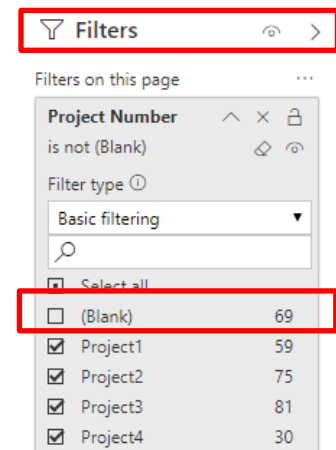 Filters
Filters on this page ...
Project Number
is not (Blank)
Filter type
Basic filtering
Select all
(Blank) 69
Project1 59
Project2 75
Project3 81
Project4 30